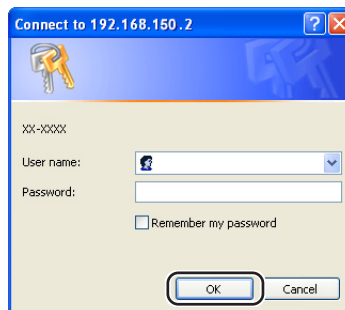 Connect to 192.168.150.2
XX-XXXX
User name:
Password:
Remember my password
OK
Cancel